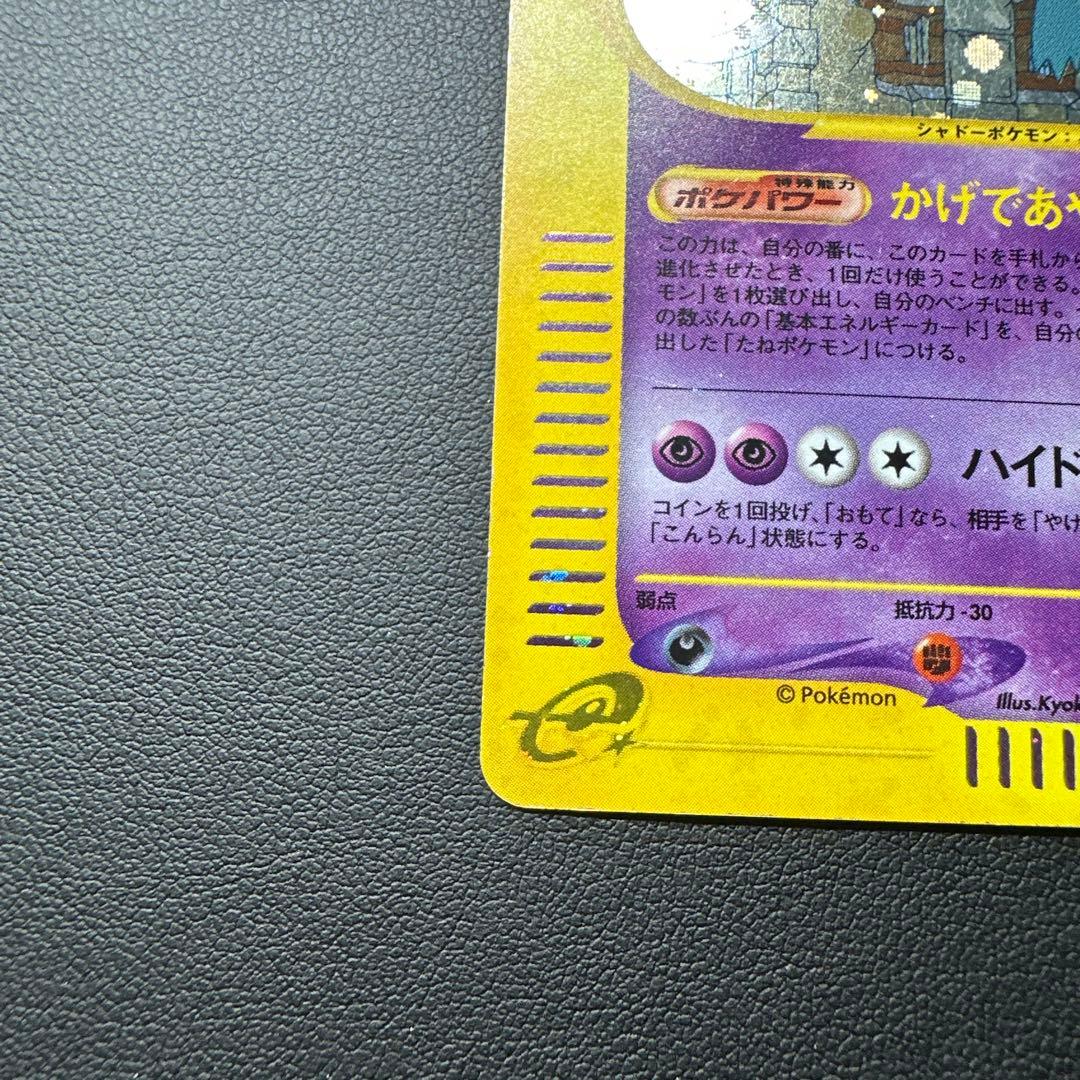 シャドーポケモン：
特殊能力
ポケパワー かげであや
この力は、自分の番に、このカードを手札から
進化させたとき、1回だけ使うことができる。
モン」を1枚選び出し、自分のベンチに出す。
の数ぶんの「基本エネルギーカード」を、自分の
出した「たねポケモン」につける。
ハイド
コインを1回投げ、「おもて」なら、相手を「やけ
「こんらん」状態にする。
弱点 抵抗力 -30
© Pokémon
Illus.Kyok